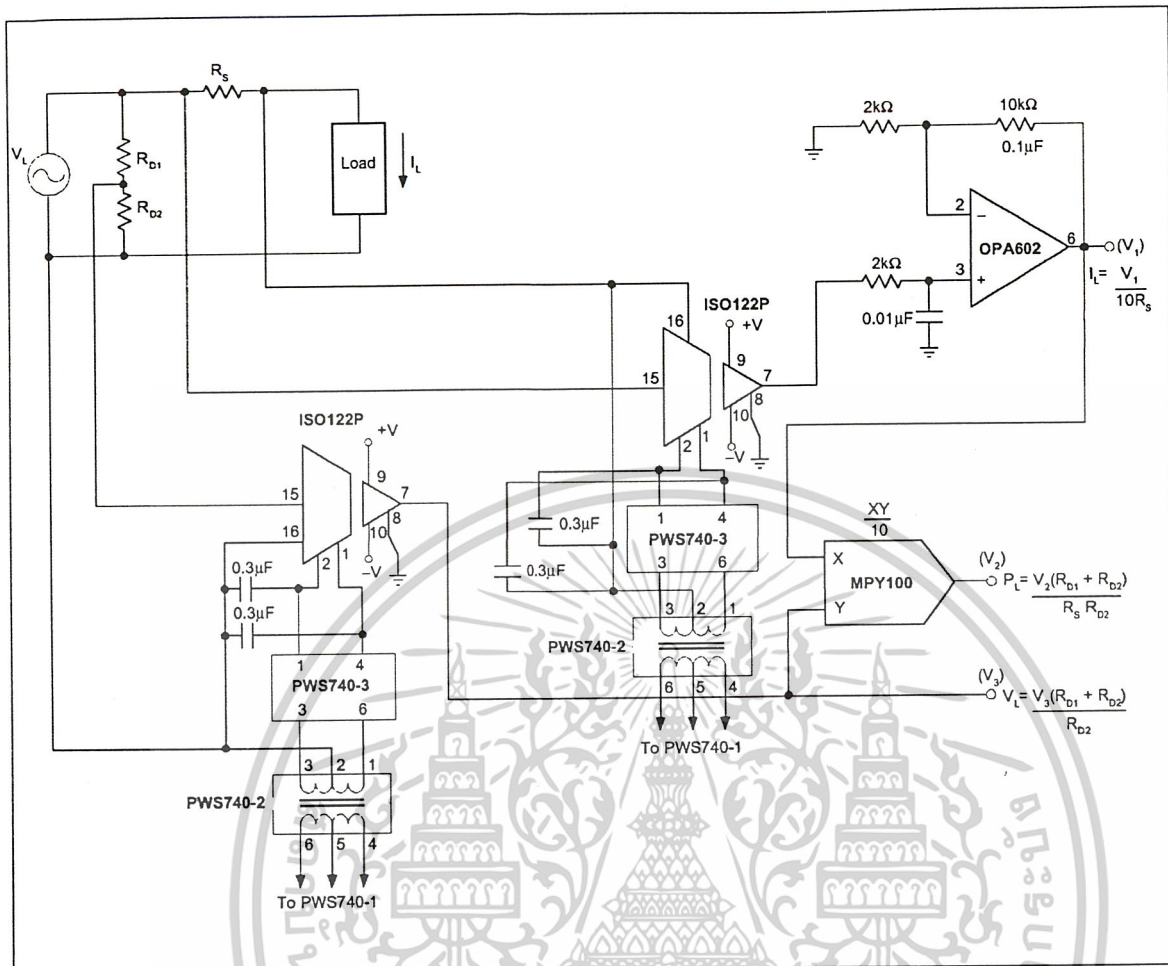 R_S
V_L
R_D1
R_D2
Load
I_L
2kΩ
10kΩ
0.1µF
2
−
OPA602
6
(V_1)
3
+
I_L= V_1
10R_S
2kΩ
0.01µF
ISO122P
+V
16
15
9
7
8
10
−V
2
1
ISO122P
+V
15
16
9
7
8
10
−V
2
1
0.3µF
0.3µF
1
4
PWS740-3
3
6
0.3µF
0.3µF
1
4
PWS740-3
3
6
3
2
1
PWS740-2
6
5
4
To PWS740-1
3
2
1
PWS740-2
6
5
4
To PWS740-1
XY
10
X
MPY100
Y
(V_2)
P_L= V_2(R_D1 + R_D2)
R_S R_D2
(V_3)
V_L= V_3(R_D1 + R_D2)
R_D2